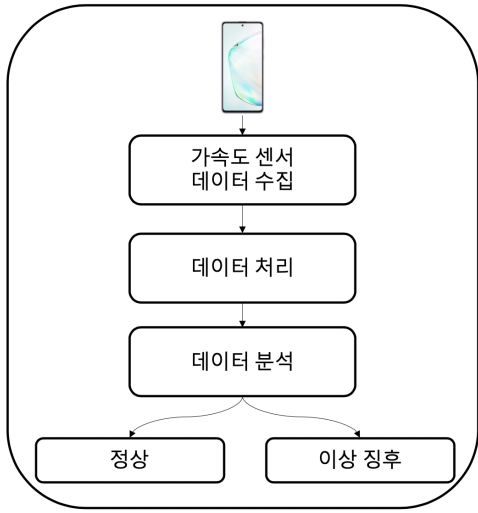 가속도 센서
데이터 수집
데이터 처리
데이터 분석
정상
이상 징후